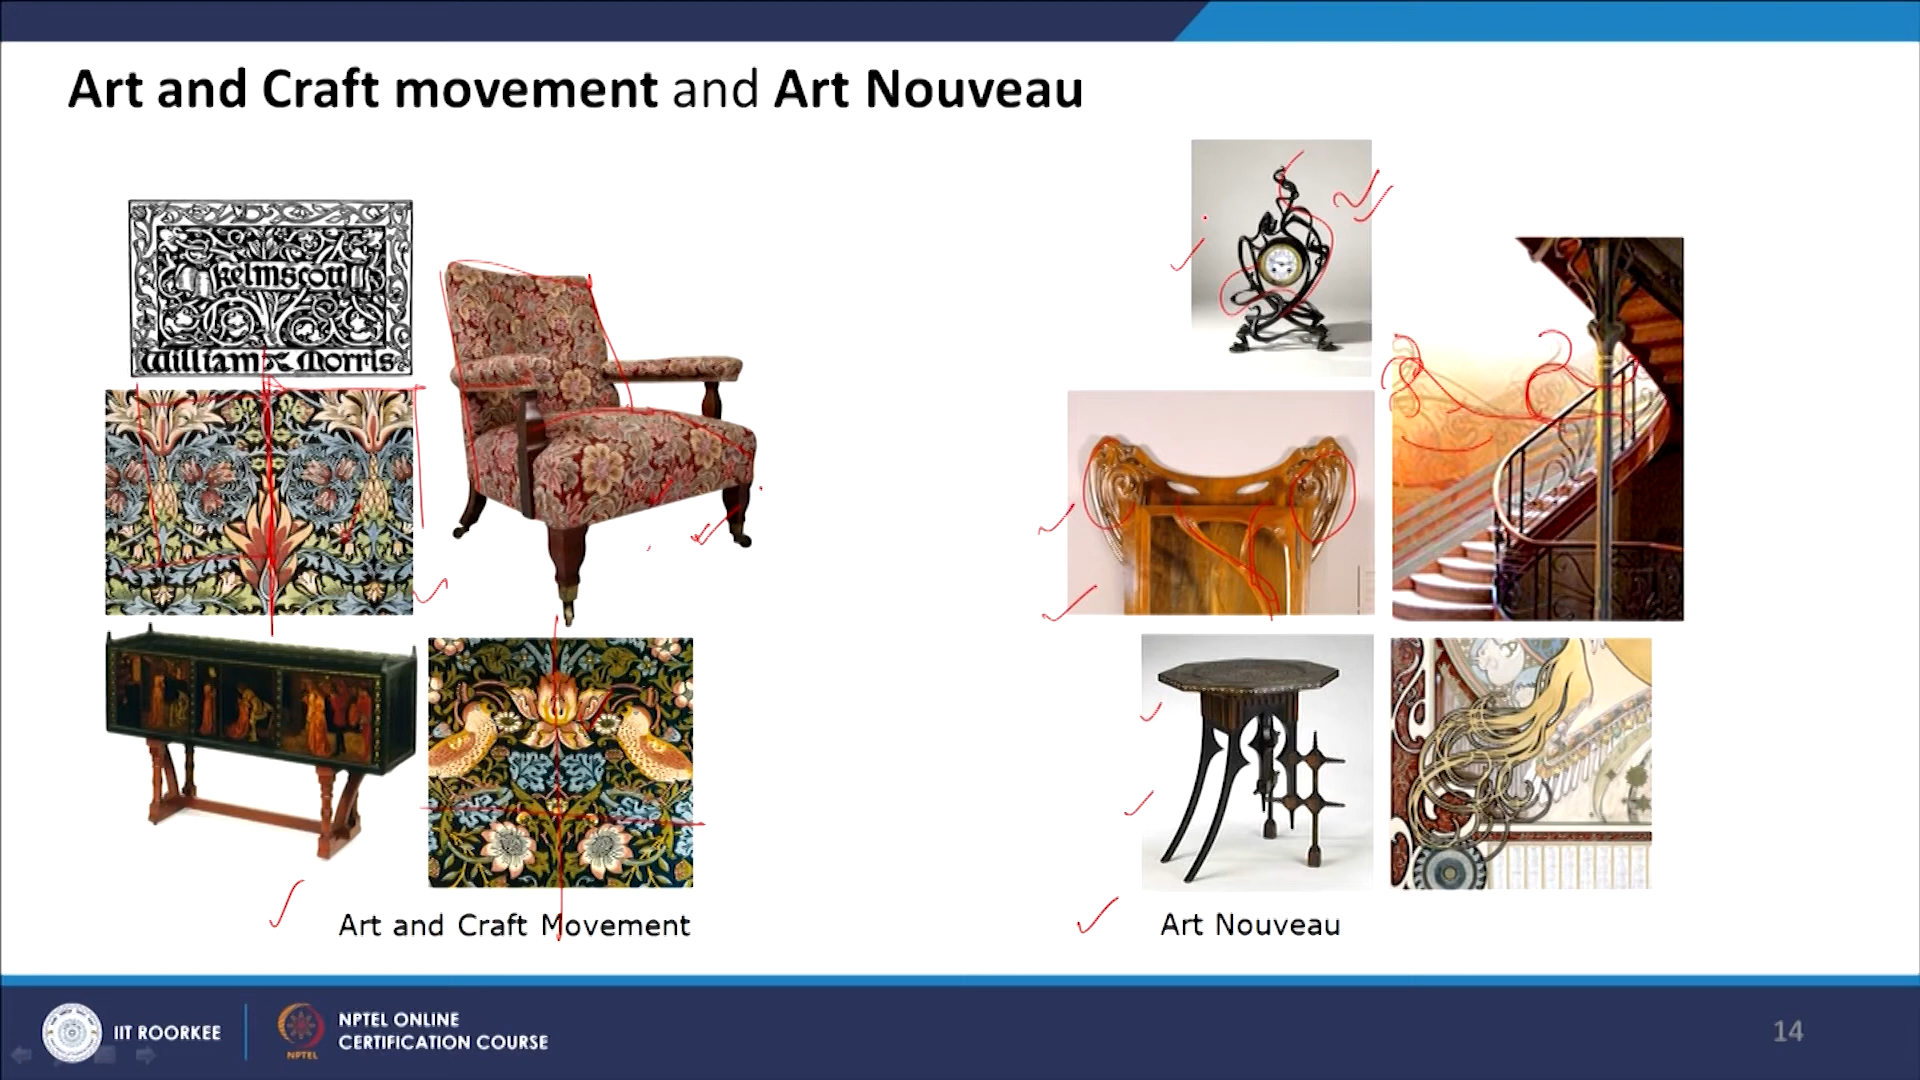 Art and Craft movement and Art Nouveau
Kelmscott
William Morris
Art and Craft Movement
Art Nouveau
IIT ROORKEE
NPTEL
NPTEL ONLINE
CERTIFICATION COURSE
14